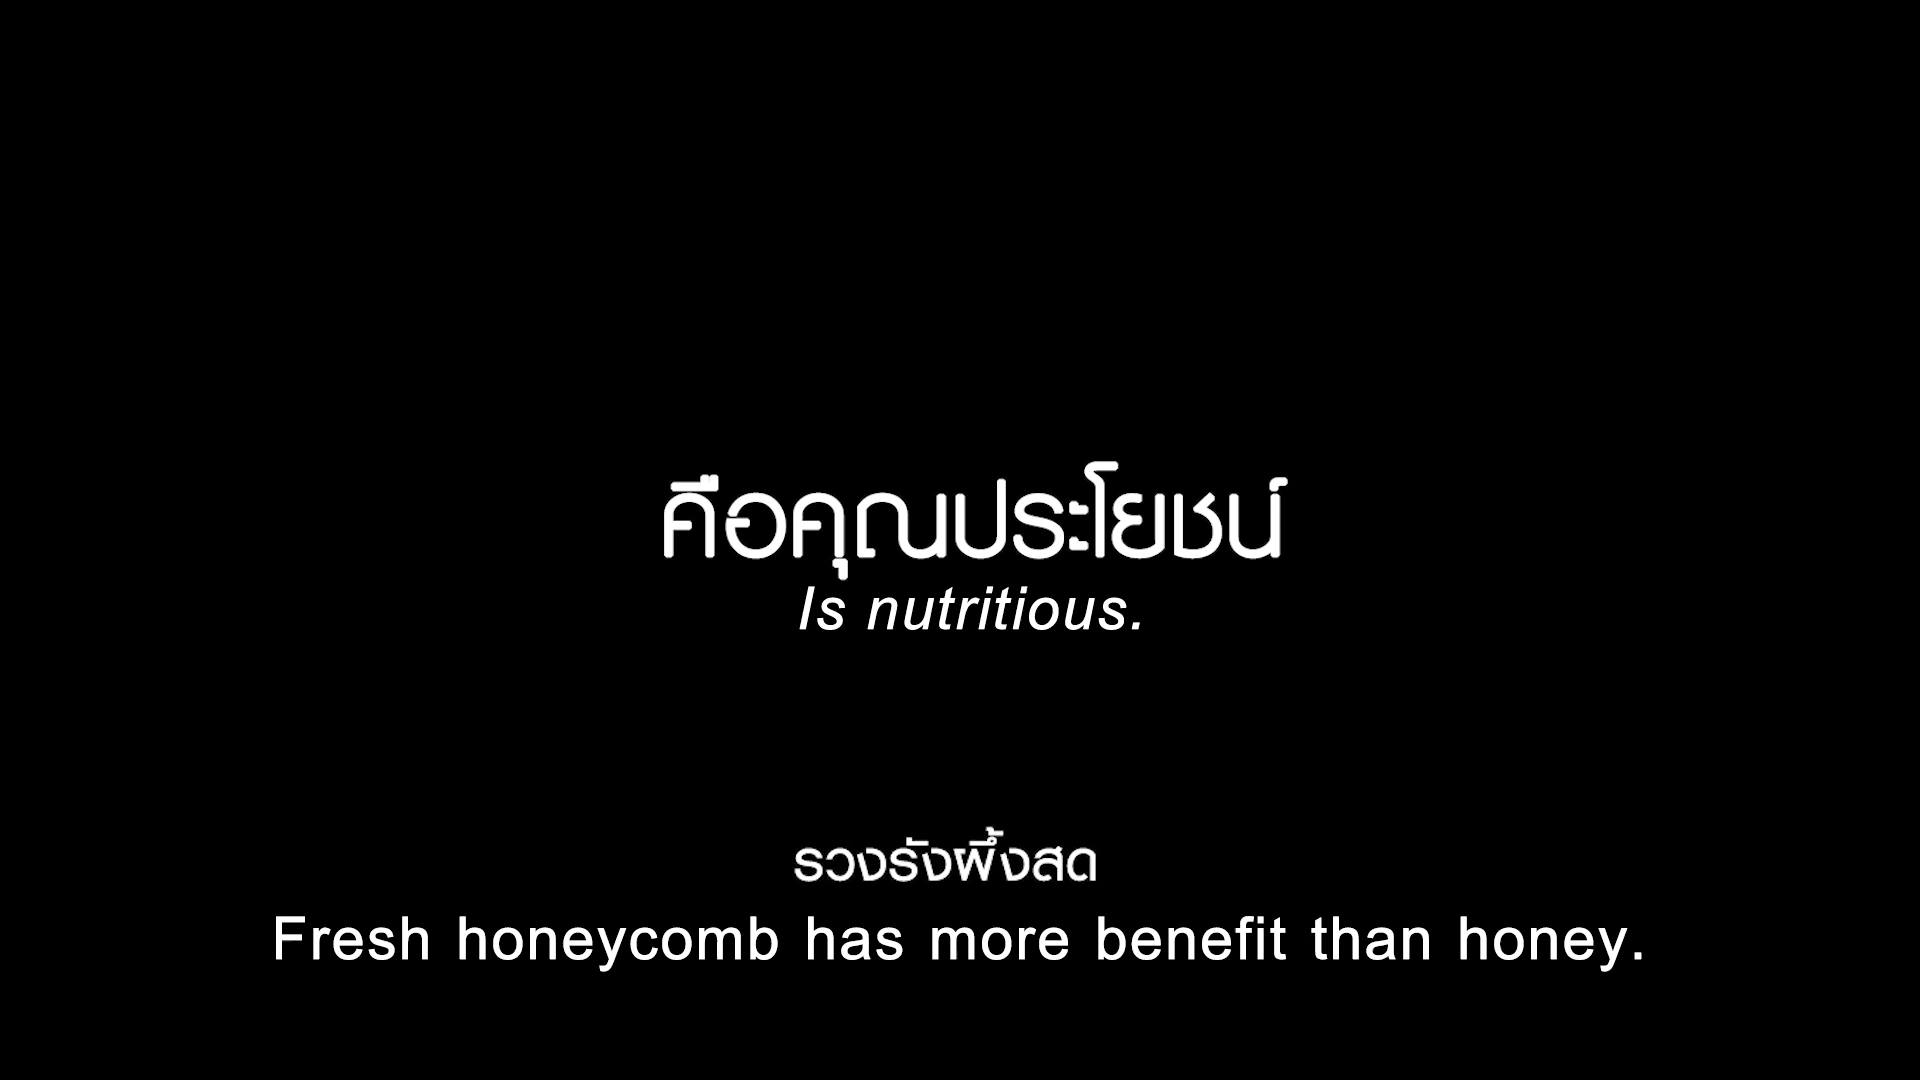 คือคุณประโยชน์
Is nutritious.
รวงรังผึ้งสด
Fresh honeycomb has more benefit than honey.